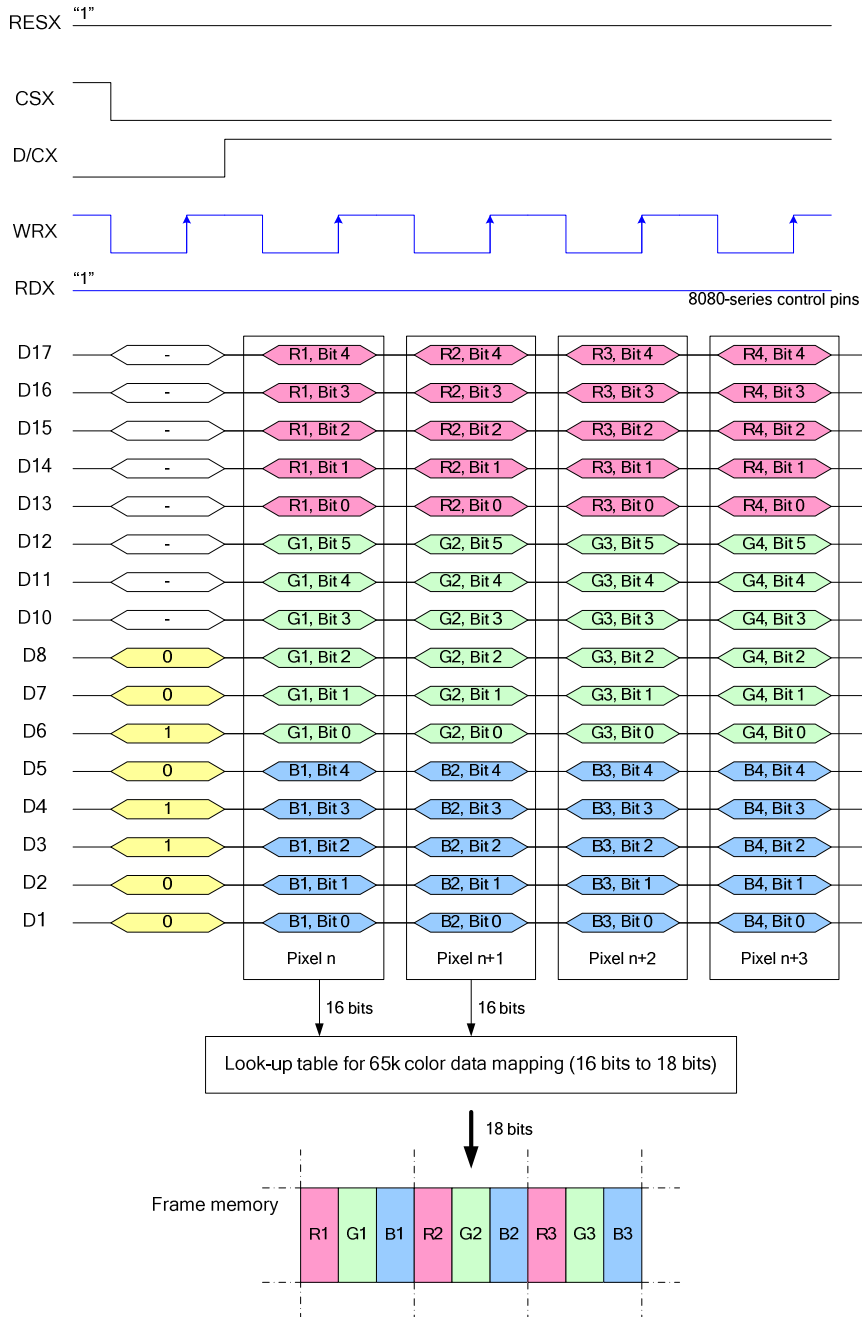 RESX “1”
CSX
D/CX
WRX
RDX “1”
8080-series control pins
D17 - R1, Bit 4 R2, Bit 4 R3, Bit 4 R4, Bit 4
D16 - R1, Bit 3 R2, Bit 3 R3, Bit 3 R4, Bit 3
D15 - R1, Bit 2 R2, Bit 2 R3, Bit 2 R4, Bit 2
D14 - R1, Bit 1 R2, Bit 1 R3, Bit 1 R4, Bit 1
D13 - R1, Bit 0 R2, Bit 0 R3, Bit 0 R4, Bit 0
D12 - G1, Bit 5 G2, Bit 5 G3, Bit 5 G4, Bit 5
D11 - G1, Bit 4 G2, Bit 4 G3, Bit 4 G4, Bit 4
D10 - G1, Bit 3 G2, Bit 3 G3, Bit 3 G4, Bit 3
D8 0 G1, Bit 2 G2, Bit 2 G3, Bit 2 G4, Bit 2
D7 0 G1, Bit 1 G2, Bit 1 G3, Bit 1 G4, Bit 1
D6 1 G1, Bit 0 G2, Bit 0 G3, Bit 0 G4, Bit 0
D5 0 B1, Bit 4 B2, Bit 4 B3, Bit 4 B4, Bit 4
D4 1 B1, Bit 3 B2, Bit 3 B3, Bit 3 B4, Bit 3
D3 1 B1, Bit 2 B2, Bit 2 B3, Bit 2 B4, Bit 2
D2 0 B1, Bit 1 B2, Bit 1 B3, Bit 1 B4, Bit 1
D1 0 B1, Bit 0 B2, Bit 0 B3, Bit 0 B4, Bit 0
Pixel n Pixel n+1 Pixel n+2 Pixel n+3
16 bits 16 bits
Look-up table for 65k color data mapping (16 bits to 18 bits)
18 bits
Frame memory
R1 G1 B1 R2 G2 B2 R3 G3 B3